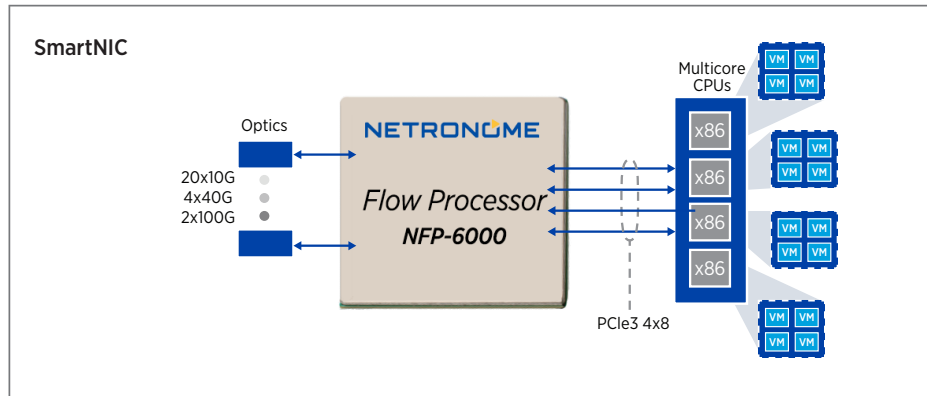 SmartNIC
Optics
20x10G
4x40G
2x100G
NETRONOME
Flow Processor
NFP-6000
PCIe3 4x8
Multicore
CPUs
x86
x86
x86
x86
VM VM
VM VM
VM VM
VM VM
VM VM
VM VM
VM VM
VM VM